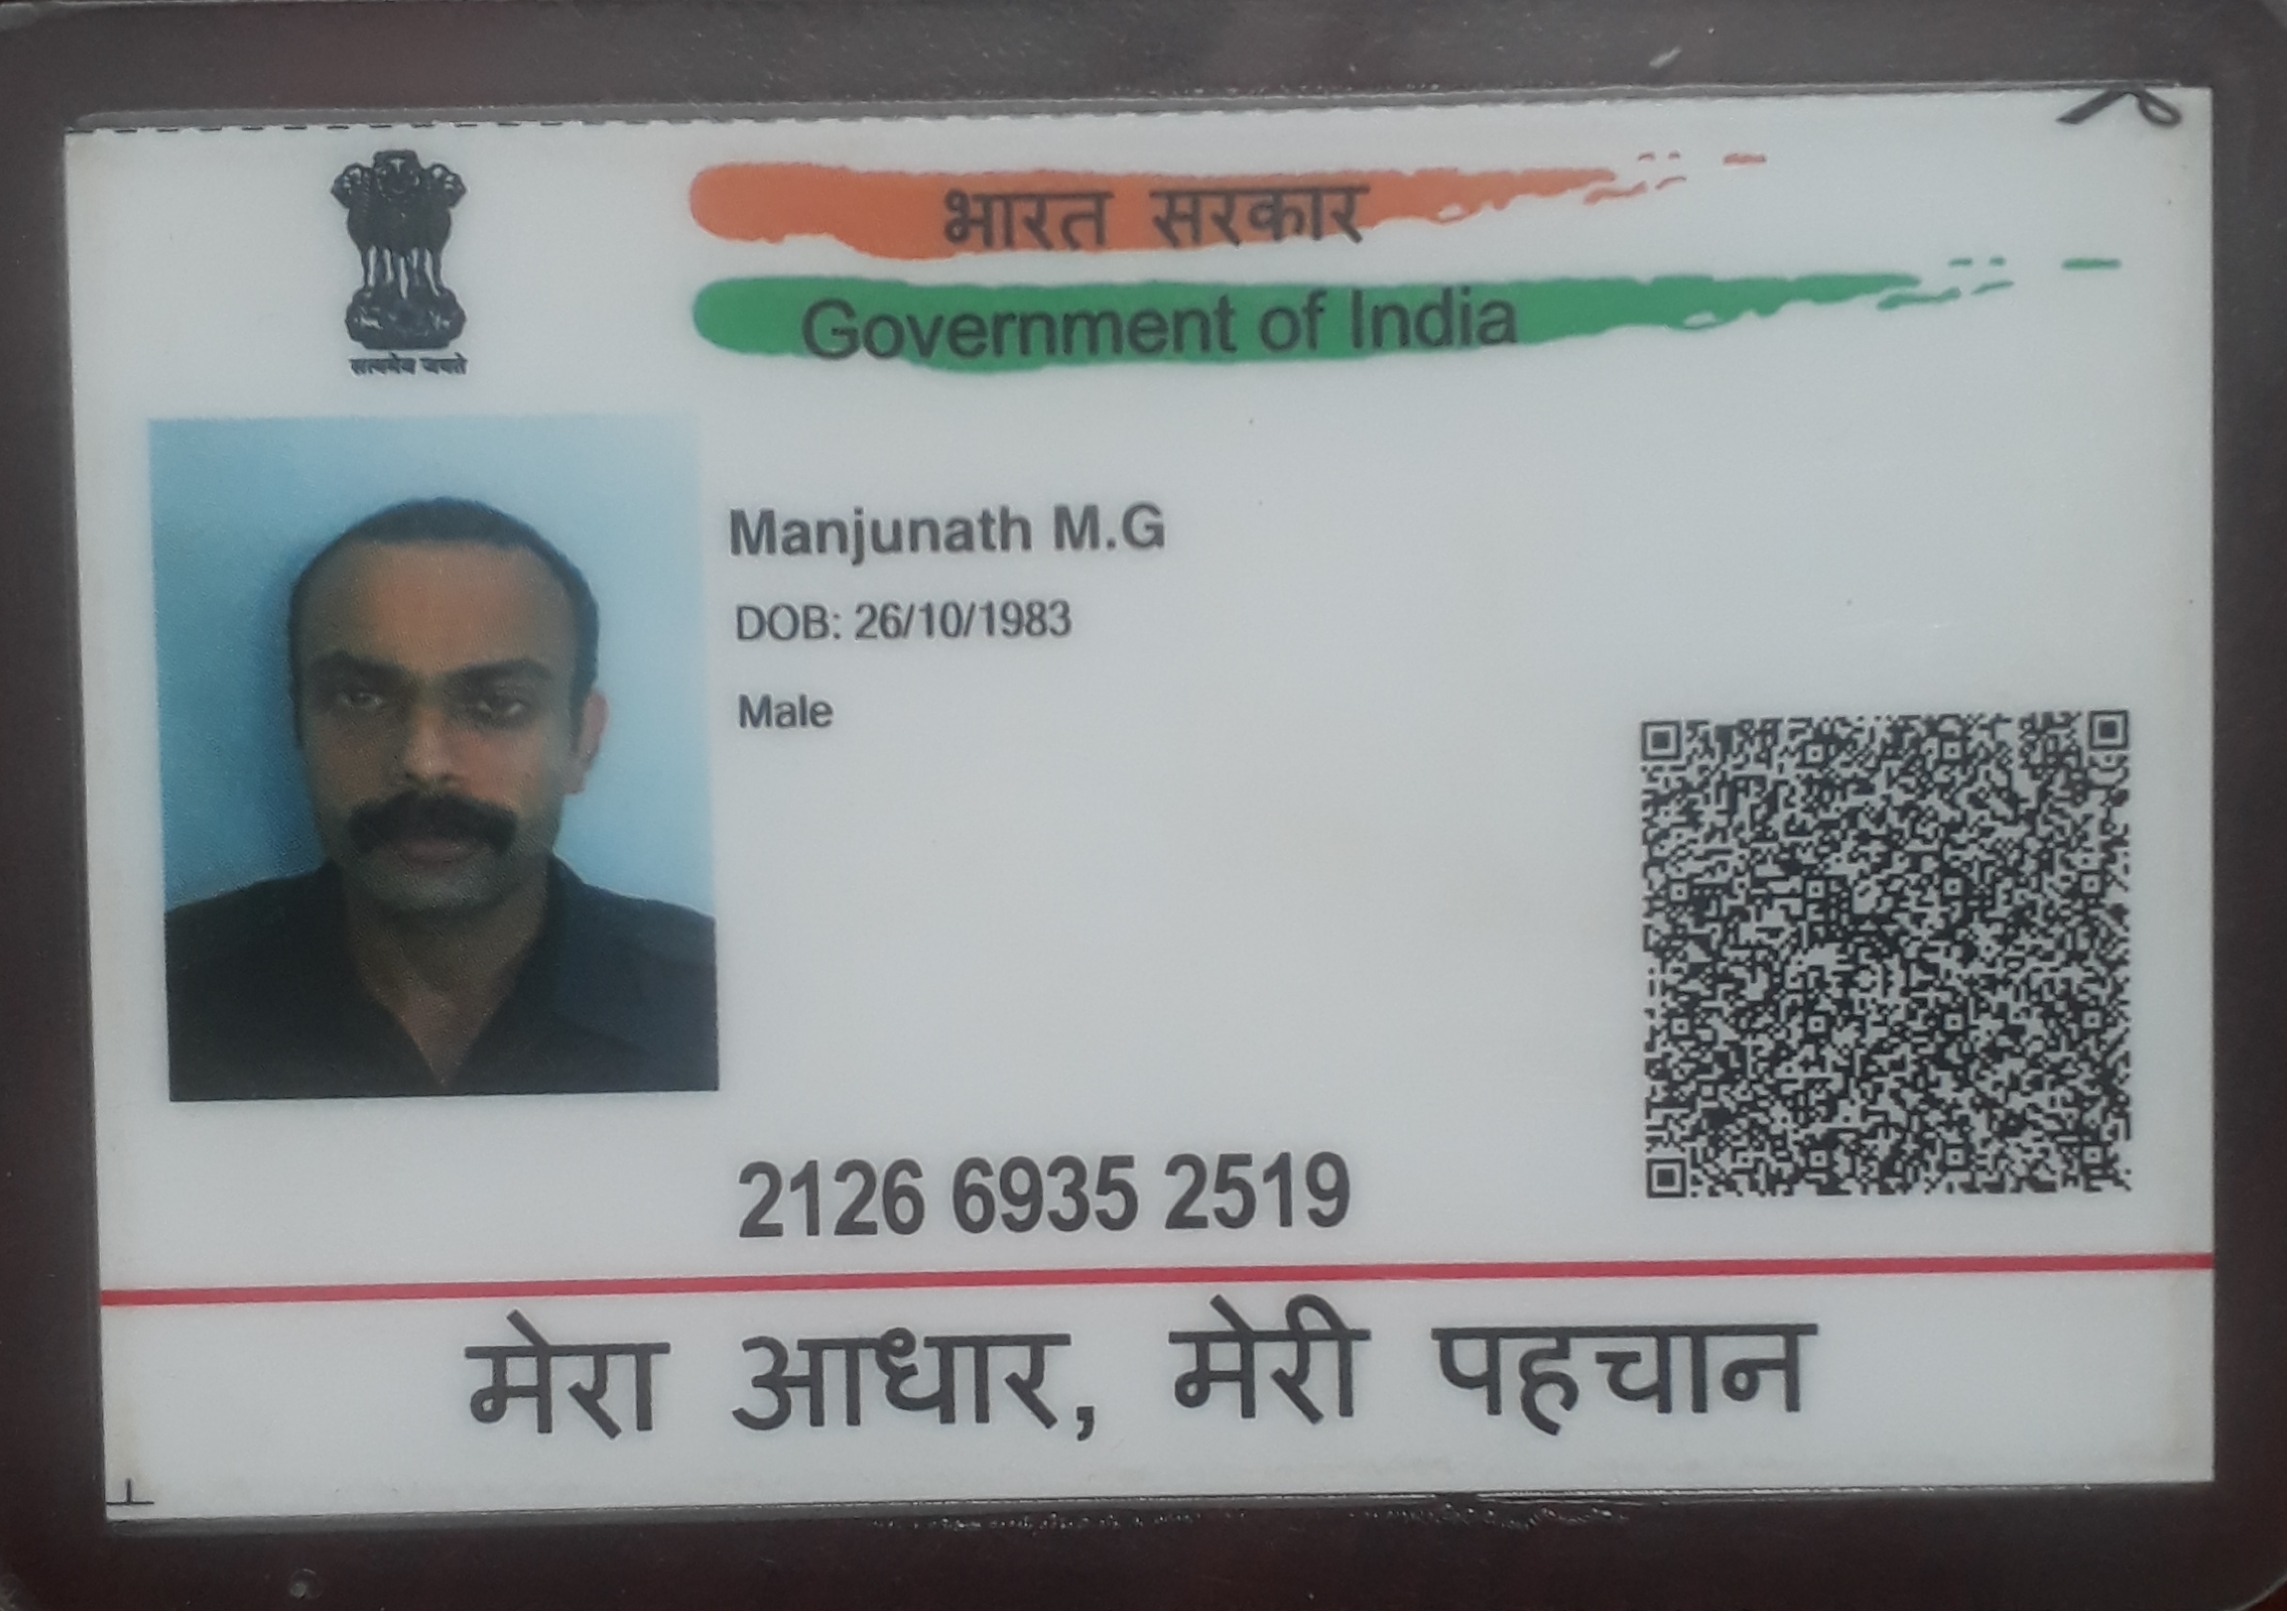 भारत सरकार
Government of India
सत्यमेव जयते
Manjunath M.G
DOB: 26/10/1983
Male
2126 6935 2519
मेरा आधार, मेरी पहचान